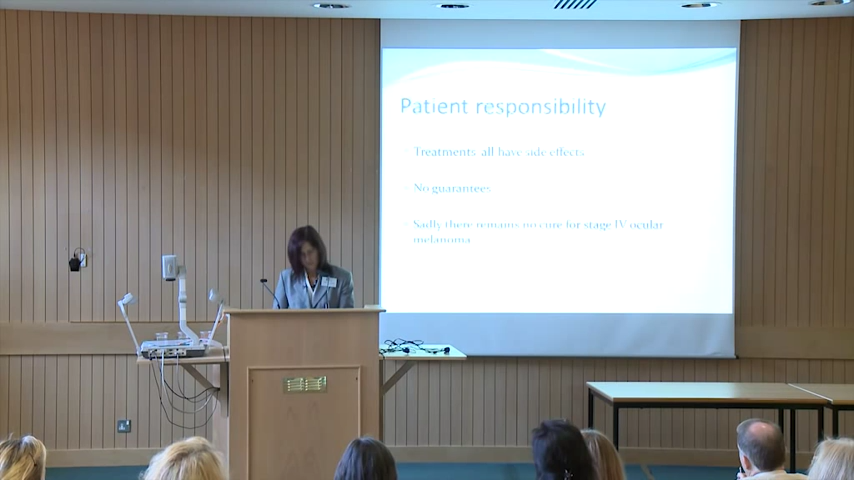 Patient responsibility
Treatments all have side effects
No guarantees
Sadly there remains no cure for stage IV ocular
melanoma